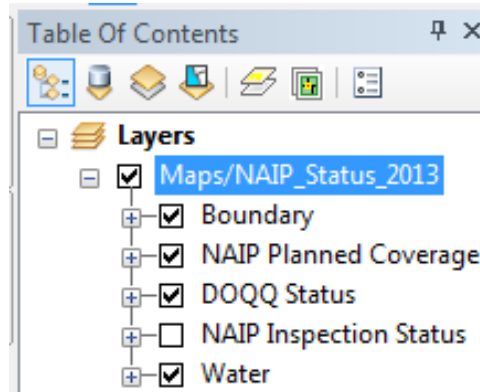 Table Of Contents
Layers
Maps/NAIP_Status_2013
Boundary
NAIP Planned Coverage
DOQQ Status
NAIP Inspection Status
Water